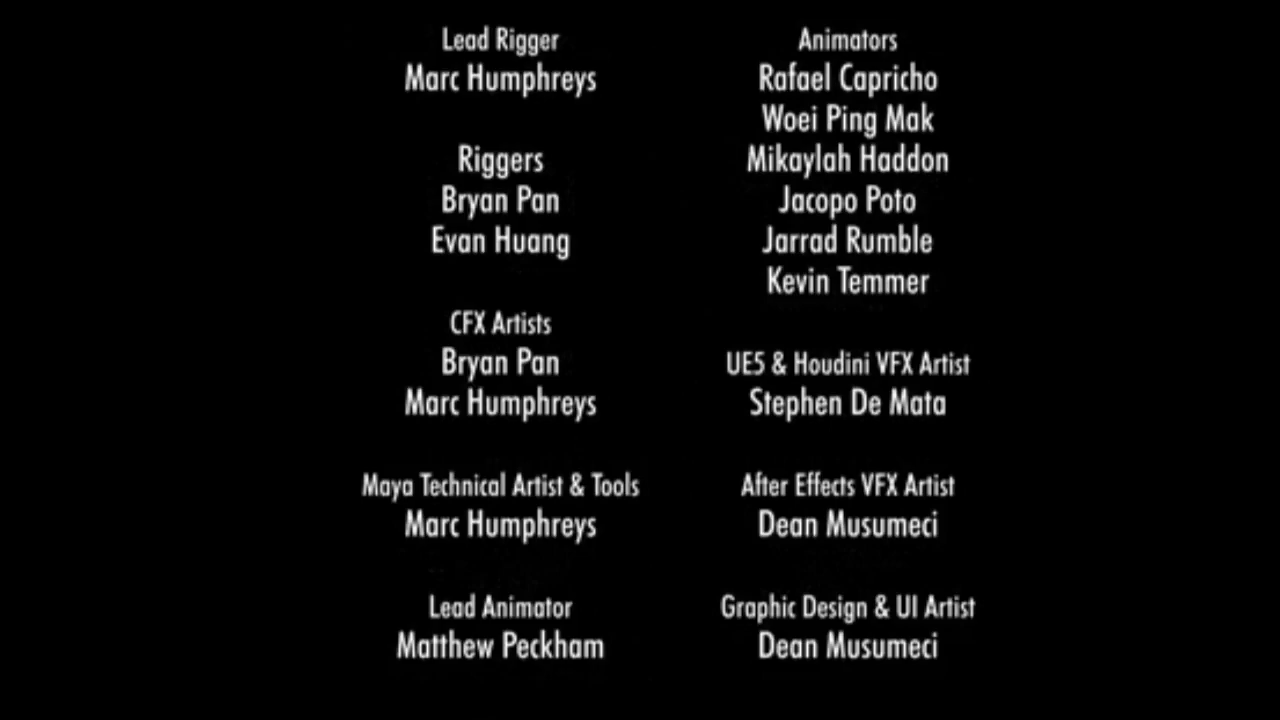 Lead Rigger
Marc Humphreys
Riggers
Bryan Pan
Evan Huang
CFX Artists
Bryan Pan
Marc Humphreys
Maya Technical Artist & Tools
Marc Humphreys
Lead Animator
Matthew Peckham
Animators
Rafael Capricho
Woei Ping Mak
Mikaylah Haddon
Jacopo Poto
Jarrad Rumble
Kevin Temmer
UE5 & Houdini VFX Artist
Stephen De Mata
After Effects VFX Artist
Dean Musumeci
Graphic Design & UI Artist
Dean Musumeci